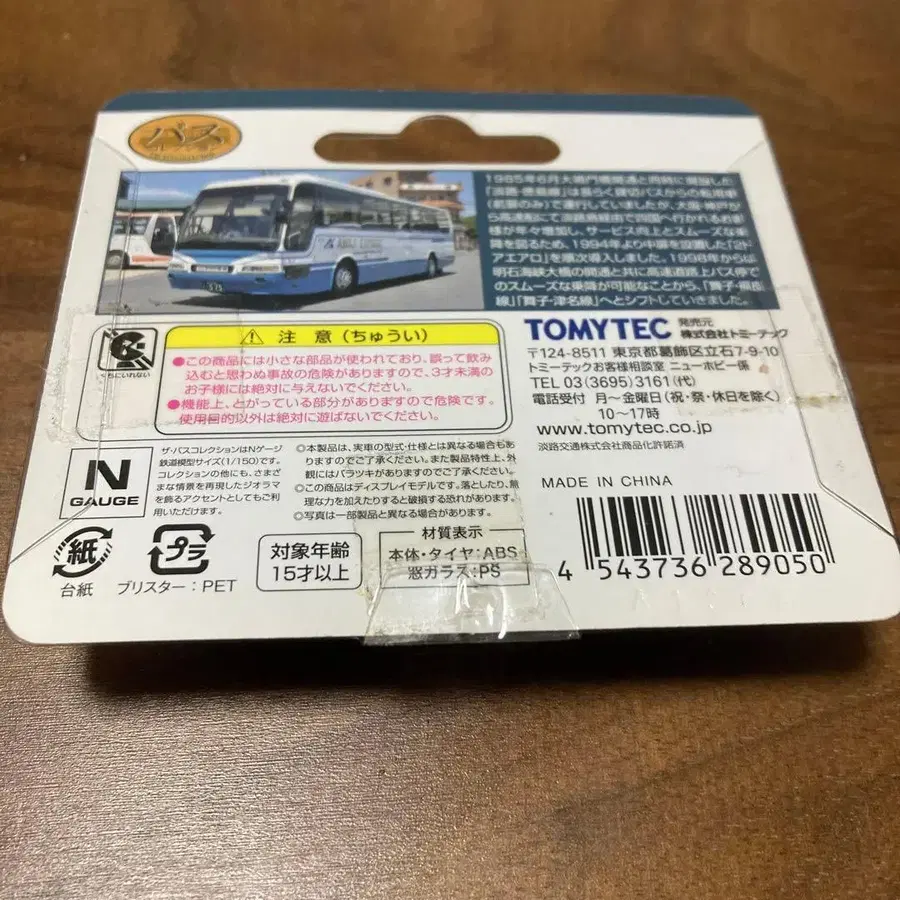 バス
1985年6月大鳴門橋開通と同時に開設した
「淡路・徳島線」は長らく貸切バスからの転用車
(前扉のみ)で運行していましたが、大阪・神戸か
ら高速船にて淡路島経由で四国へ行かれるお客
様が年々増加し、サービス向上とスムーズな乗
降を図るため、1994年より中扉を設置した「2ド
アエアロ」を順次導入しました。1998年からは
明石海峡大橋の開通と共に高速道路上バス停で
のスムーズな乗降が可能なことから、「舞子・福良
線」「舞子・津名線」へとシフトしていきました。
くちにいれない
注 意 (ちゅうい)
●この商品には小さな部品が使われており、誤って飲み
込むと思わぬ事故の危険がありますので、3才未満の
お子様には絶対に与えないでください。
●機能上、とがっている部分がありますので危険です。
使用目的以外は絶対に遊ばないでください。
TOMYTEC 発売元 株式会社トミーテック
〒124-8511 東京都葛飾区立石7-9-10
トミーテックお客様相談室 ニューホビー係
TEL 03(3695)3161(代)
電話受付 月〜金曜日(祝・祭・休日を除く)
10〜17時
www.tomytec.co.jp
淡路交通株式会社商品化許諾済
MADE IN CHINA
N
GAUGE
ザ・バスコレクションはNゲージ
鉄道模型サイズ(1/150)です。
コレクションの他にも、さまざ
まな情景を再現したジオラマ
を飾るアクセントとしてもご利
用いただけます。
◎本製品は、実車の型式・仕様とは異なる場合もあ
りますのでご了承ください。また製品特性上、外
観にはバラツキがありますのでご了承ください。
◎この商品はディスプレイモデルです。落としたり、無
理な力を加えたりすると破損する恐れがあります。
◎写真は一部製品と異なる場合があります。
紙
台紙
プラ
ブリスター:PET
対象年齢
15才以上
材質表示
本体・タイヤ:ABS
窓ガラス:PS
4 543736 289050